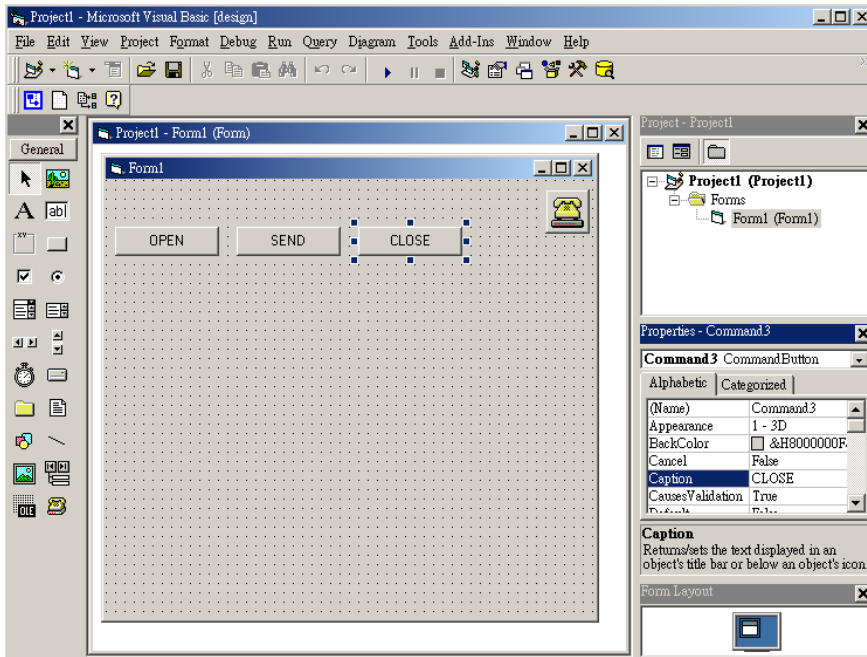 Project1 - Microsoft Visual Basic [design]
File Edit View Project Format Debug Run Query Diagram Tools Add-Ins Window Help
General
A
ab|
XV
OLE
Project1 - Form1 (Form)
Form1
OPEN SEND CLOSE
Project - Project1
Project1 (Project1)
Forms
Form1 (Form1)
Properties - Command3
Command3 CommandButton
Alphabetic Categorized
(Name) Command3
Appearance 1 - 3D
BackColor &H8000000F
Cancel False
Caption CLOSE
CausesValidation True
Caption
Returns/sets the text displayed in an
object's title bar or below an object's icon.
Form Layout